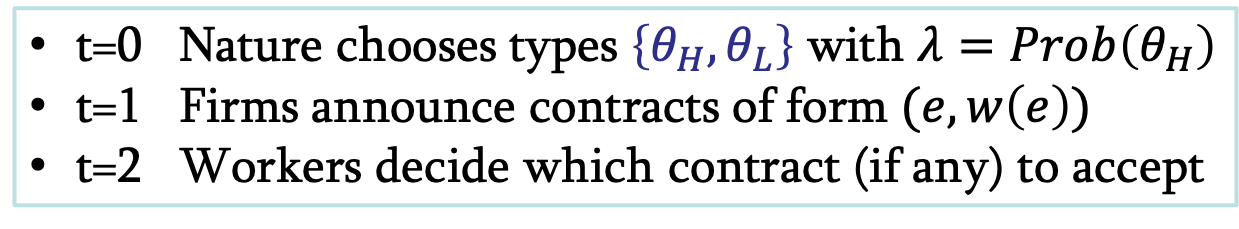 • t=0 Nature chooses types {θ_H, θ_L} with λ = Prob(θ_H)
• t=1 Firms announce contracts of form (e, w(e))
• t=2 Workers decide which contract (if any) to accept